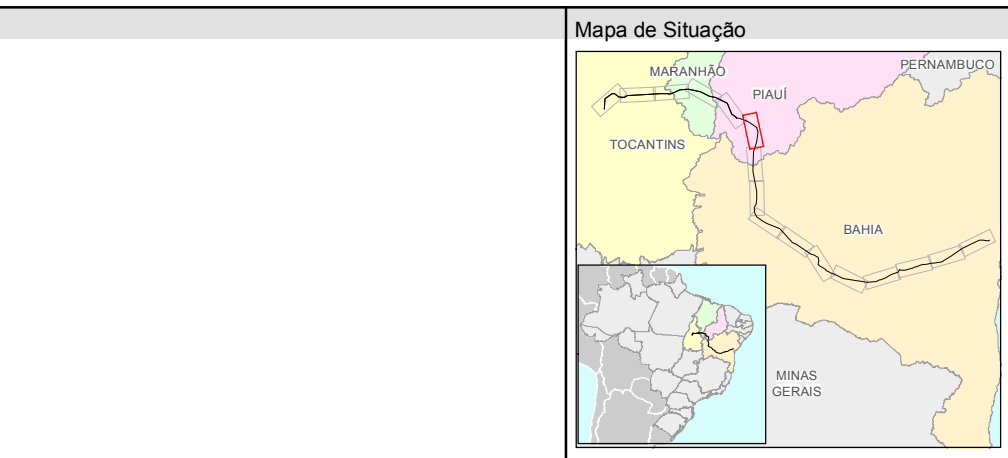 Mapa de Situação
PERNAMBUCO
MARANHÃO
PIAUÍ
TOCANTINS
BAHIA
MINAS
GERAIS